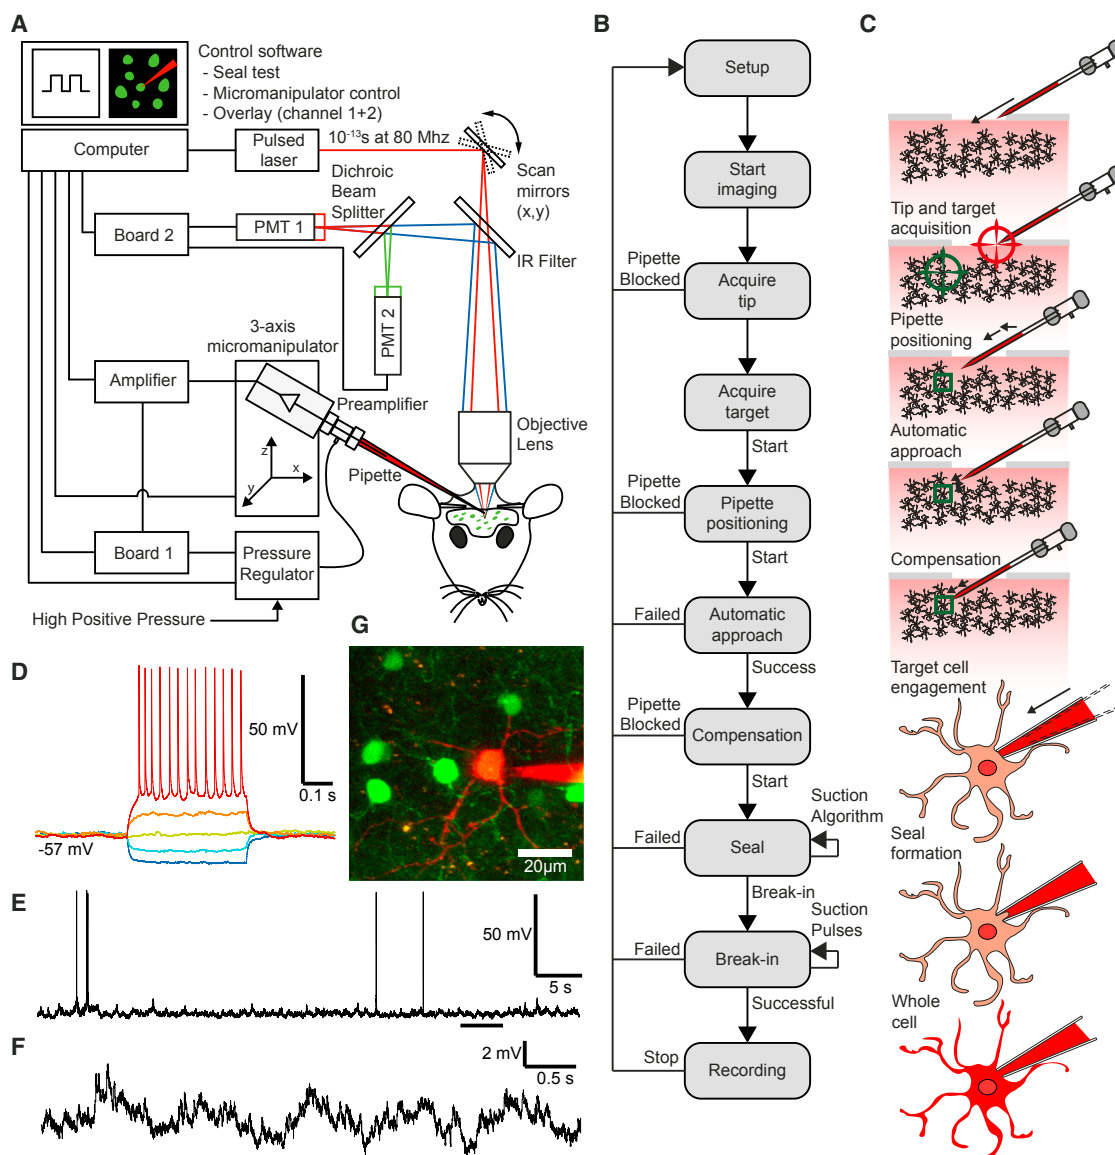 A
Control software
- Seal test
- Micromanipulator control
- Overlay (channel 1+2)
Computer
Pulsed
laser
10⁻¹³s at 80 Mhz
Scan
mirrors
(x,y)
Dichroic
Beam
Splitter
Board 2
PMT 1
IR Filter
PMT 2
3-axis
micromanipulator
Amplifier
Preamplifier
Objective
Lens
Pipette
z
x
y
Board 1
Pressure
Regulator
High Positive Pressure
B
Setup
Start
imaging
Pipette
Blocked
Acquire
tip
Acquire
target
Start
Pipette
Blocked
Pipette
positioning
Start
Failed
Automatic
approach
Success
Pipette
Blocked
Compensation
Start
Suction
Algorithm
Failed
Seal
Break-in
Suction
Pulses
Failed
Break-in
Successful
Stop
Recording
C
Tip and target
acquisition
Pipette
positioning
Automatic
approach
Compensation
Target cell
engagement
Seal
formation
Whole
cell
D
50 mV
0.1 s
-57 mV
G
20µm
E
50 mV
5 s
F
2 mV
0.5 s